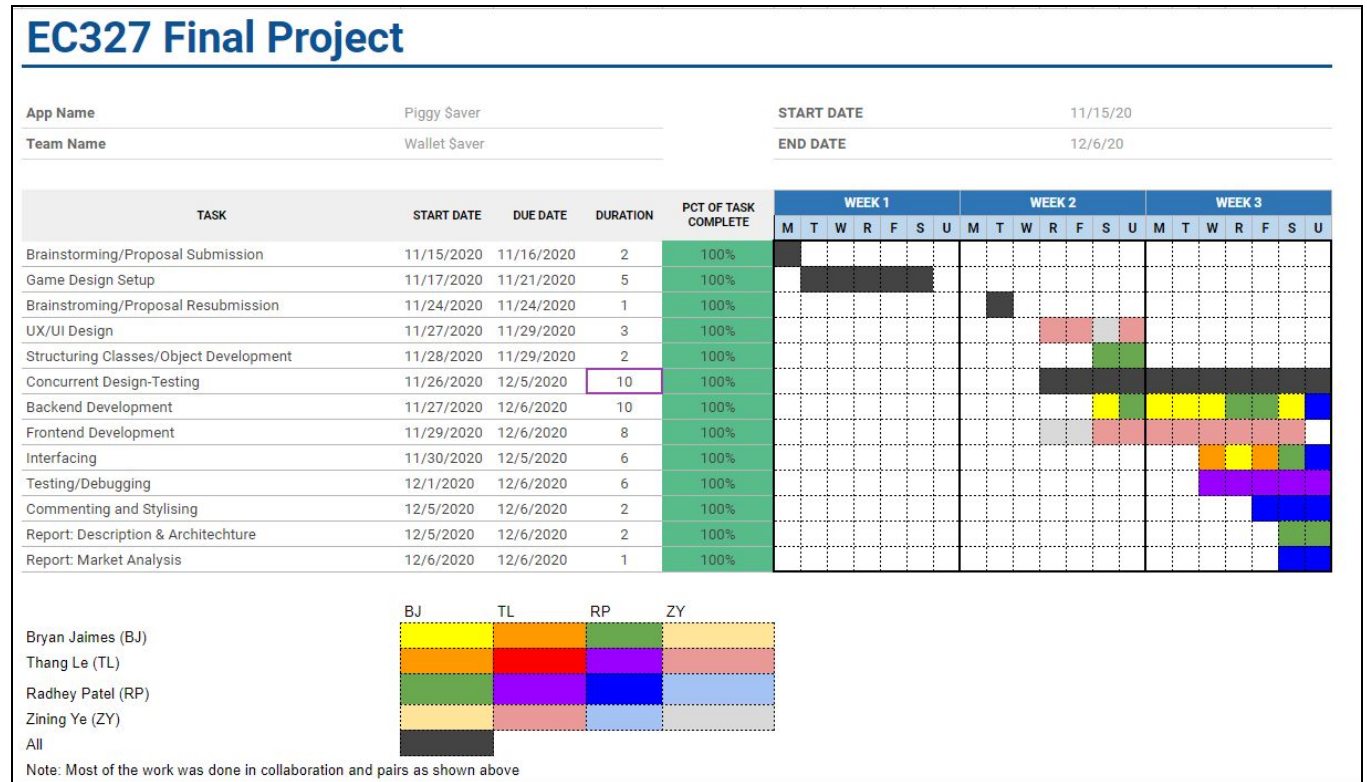 EC327 Final Project
App Name Piggy $aver START DATE 11/15/20
Team Name Wallet $aver END DATE 12/6/20
TASK START DATE DUE DATE DURATION PCT OF TASK COMPLETE WEEK 1 WEEK 2 WEEK 3
M T W R F S U M T W R F S U M T W R F S U
Brainstorming/Proposal Submission 11/15/2020 11/16/2020 2 100%
Game Design Setup 11/17/2020 11/21/2020 5 100%
Brainstroming/Proposal Resubmission 11/24/2020 11/24/2020 1 100%
UX/UI Design 11/27/2020 11/29/2020 3 100%
Structuring Classes/Object Development 11/28/2020 11/29/2020 2 100%
Concurrent Design-Testing 11/26/2020 12/5/2020 10 100%
Backend Development 11/27/2020 12/6/2020 10 100%
Frontend Development 11/29/2020 12/6/2020 8 100%
Interfacing 11/30/2020 12/5/2020 6 100%
Testing/Debugging 12/1/2020 12/6/2020 6 100%
Commenting and Stylising 12/5/2020 12/6/2020 2 100%
Report: Description & Architechture 12/5/2020 12/6/2020 2 100%
Report: Market Analysis 12/6/2020 12/6/2020 1 100%
BJ TL RP ZY
Bryan Jaimes (BJ)
Thang Le (TL)
Radhey Patel (RP)
Zining Ye (ZY)
All
Note: Most of the work was done in collaboration and pairs as shown above